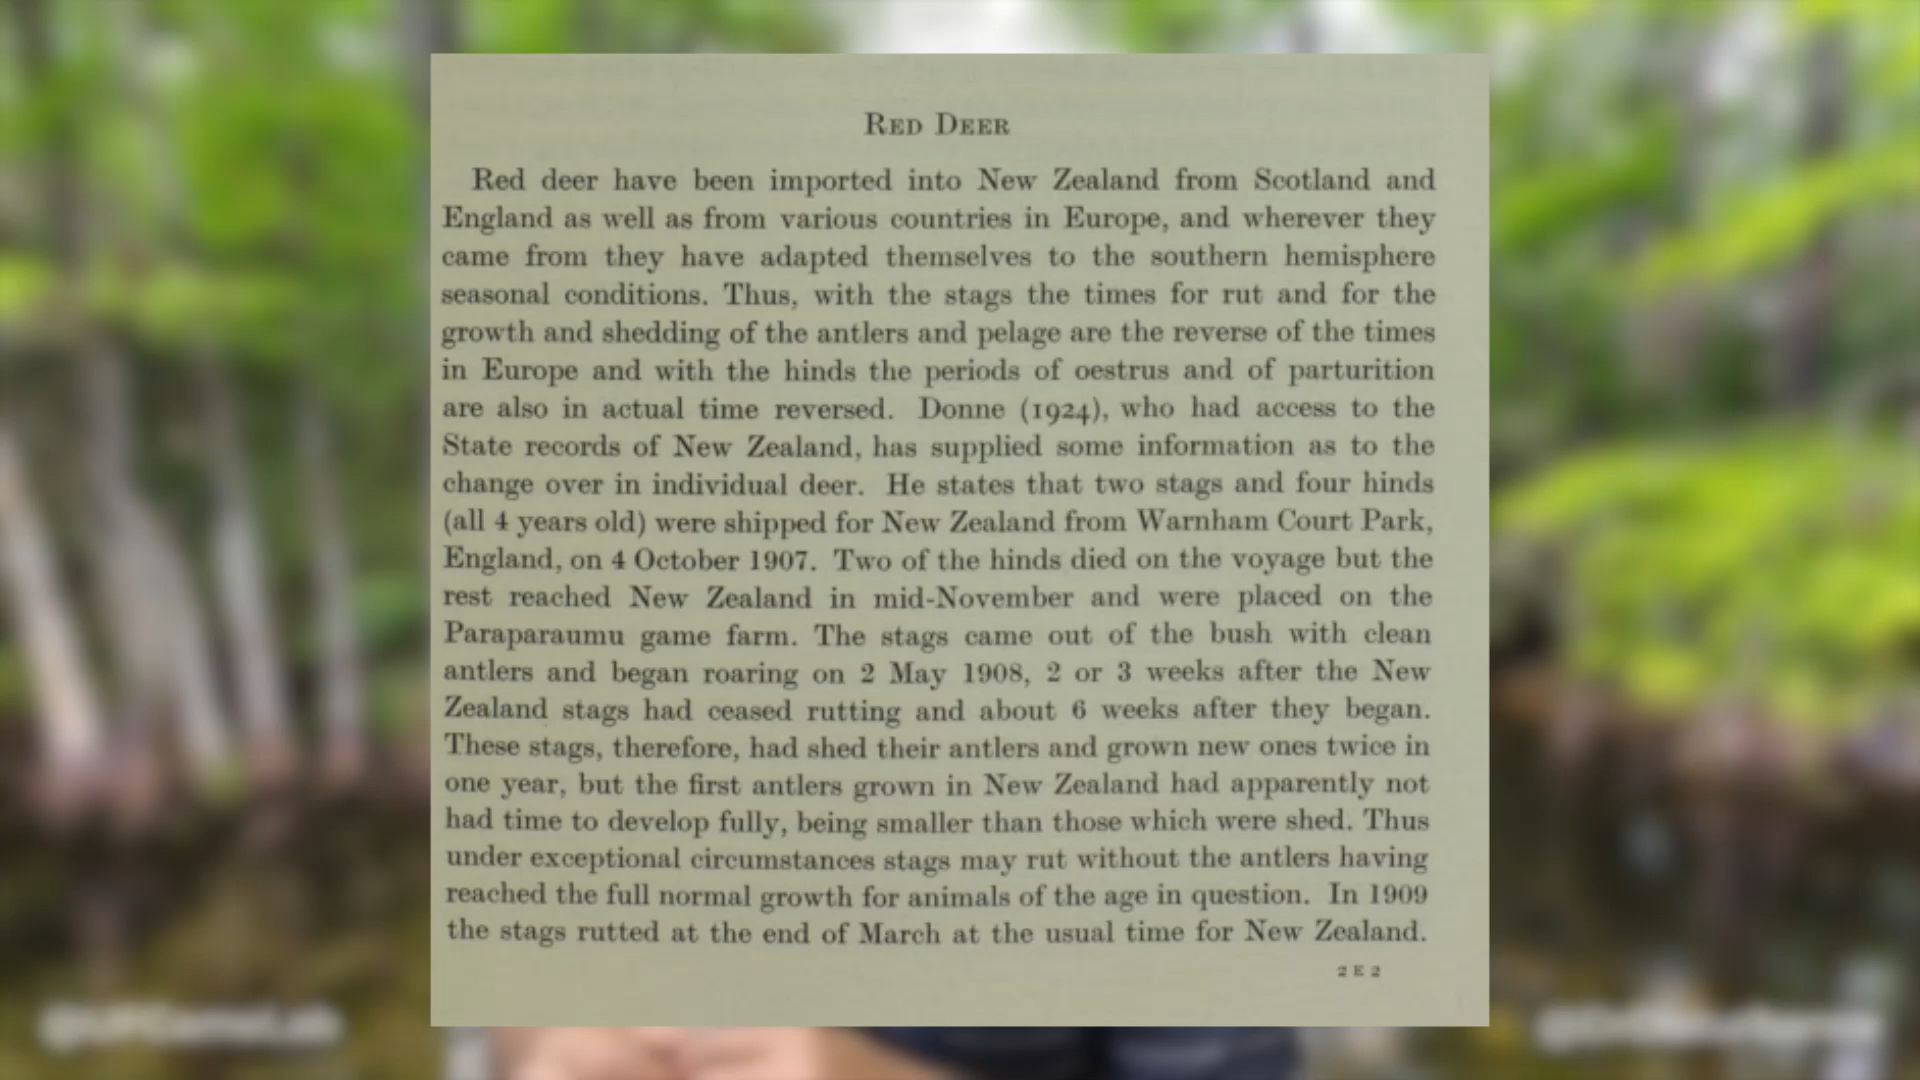 RED DEER
Red deer have been imported into New Zealand from Scotland and
England as well as from various countries in Europe, and wherever they
came from they have adapted themselves to the southern hemisphere
seasonal conditions. Thus, with the stags the times for rut and for the
growth and shedding of the antlers and pelage are the reverse of the times
in Europe and with the hinds the periods of oestrus and of parturition
are also in actual time reversed. Donne (1924), who had access to the
State records of New Zealand, has supplied some information as to the
change over in individual deer. He states that two stags and four hinds
(all 4 years old) were shipped for New Zealand from Warnham Court Park,
England, on 4 October 1907. Two of the hinds died on the voyage but the
rest reached New Zealand in mid-November and were placed on the
Paraparaumu game farm. The stags came out of the bush with clean
antlers and began roaring on 2 May 1908, 2 or 3 weeks after the New
Zealand stags had ceased rutting and about 6 weeks after they began.
These stags, therefore, had shed their antlers and grown new ones twice in
one year, but the first antlers grown in New Zealand had apparently not
had time to develop fully, being smaller than those which were shed. Thus
under exceptional circumstances stags may rut without the antlers having
reached the full normal growth for animals of the age in question. In 1909
the stags rutted at the end of March at the usual time for New Zealand.
2 E 2